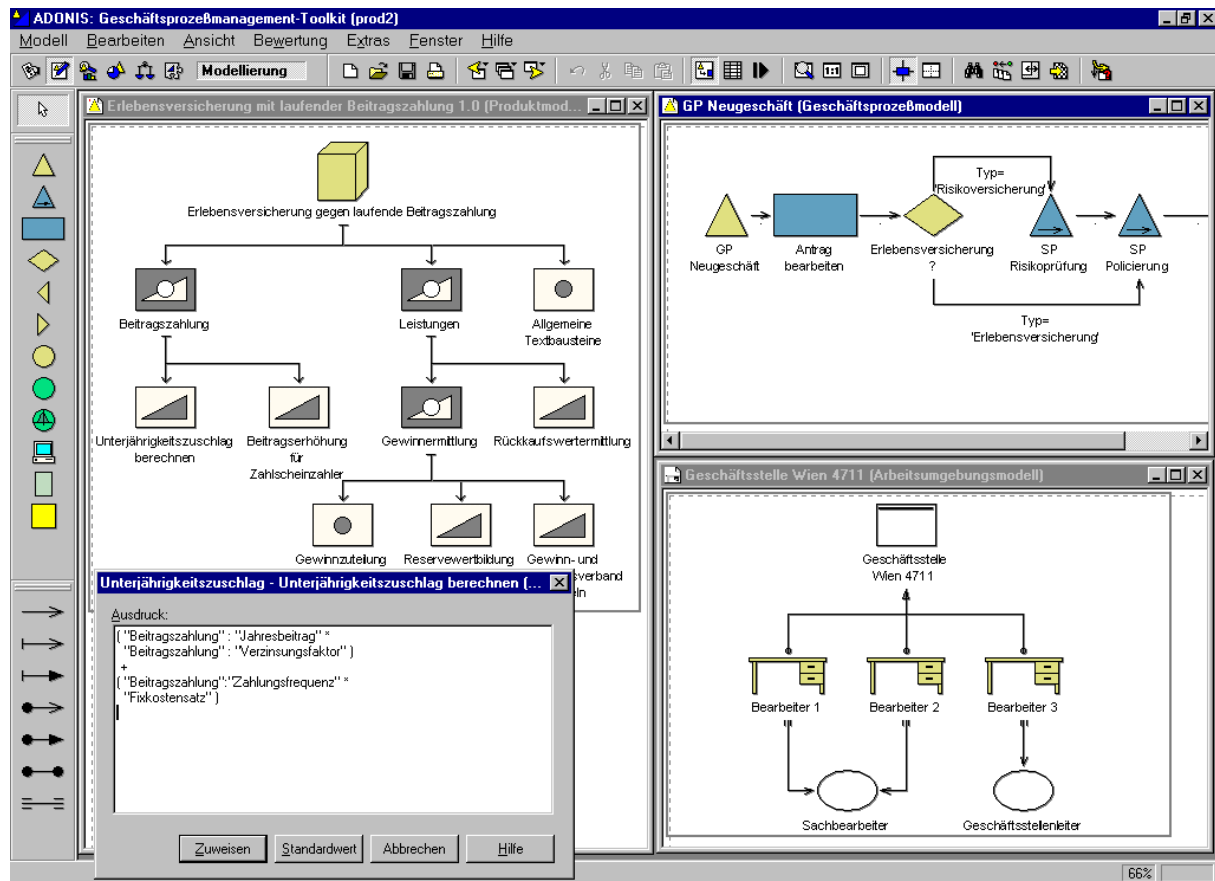 ADONIS: Geschäftsprozeßmanagement-Toolkit (prod2)
Modell Bearbeiten Ansicht Bewertung Extras Fenster Hilfe
Modellierung
Erlebensversicherung mit laufender Beitragszahlung 1.0 (Produktmod...
Erlebensversicherung gegen laufende Beitragszahlung
Beitragszahlung
Leistungen
Allgemeine
Textbausteine
Unterjährigkeitszuschlag
berechnen
Beitragserhöhung
für
Zahlscheinzahler
Gewinnermittlung
Rückkaufswertermittlung
Gewinnzuteilung
Reservewertbildung
Gewinn- und
sverband
eln
GP Neugeschäft (Geschäftsprozeßmodell)
Typ=
'Risikoversicherung'
GP
Neugeschäft
Antrag
bearbeiten
Erlebensversicherung
?
SP
Risikoprüfung
SP
Policierung
Typ=
'Erlebensversicherung'
Geschäftsstelle Wien 4711 (Arbeitsumgebungsmodell)
Geschäftsstelle
Wien 4711
Bearbeiter 1
Bearbeiter 2
Bearbeiter 3
Sachbearbeiter
Geschäftsstellenleiter
Unterjährigkeitszuschlag - Unterjährigkeitszuschlag berechnen (...
Ausdruck:
( "Beitragszahlung" : "Jahresbeitrag" *
"Beitragszahlung" : "Verzinsungsfaktor" )
+
( "Beitragszahlung":"Zahlungsfrequenz" *
"Fixkostensatz" )
Zuweisen
Standardwert
Abbrechen
Hilfe
66%